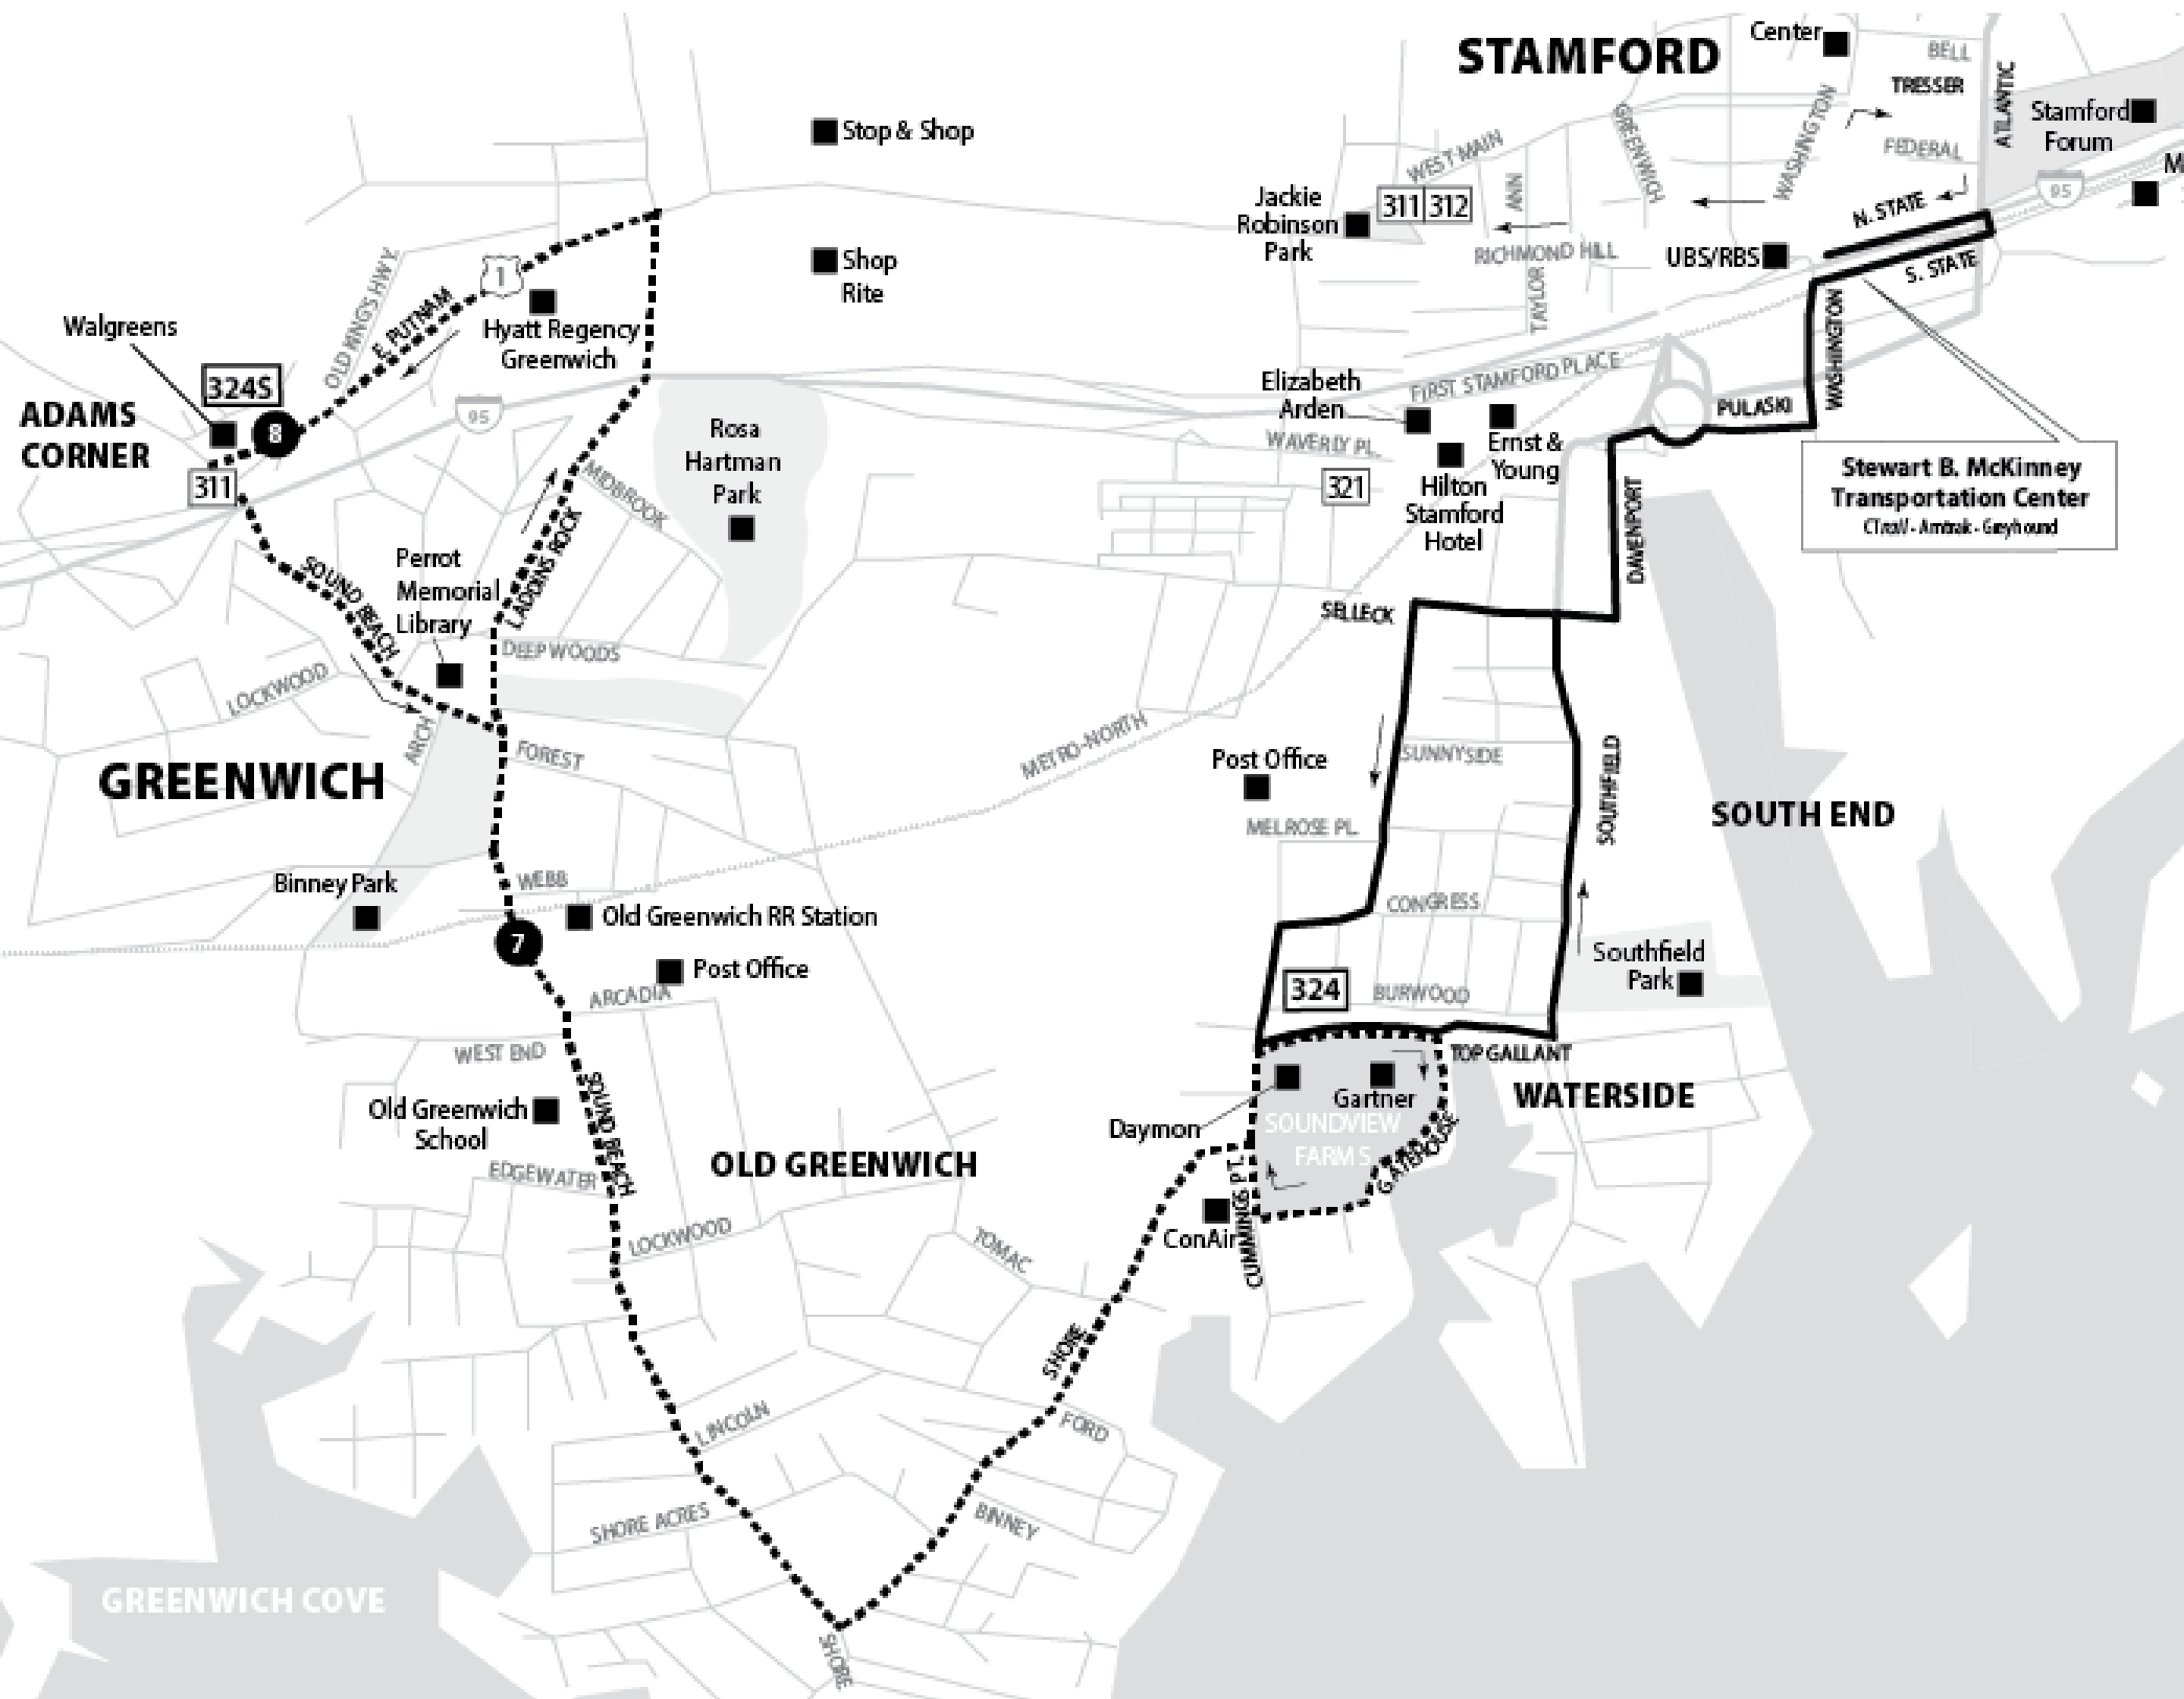 STAMFORD
Center
BELL
TRESSER
ATLANTIC
Stamford
Forum
FEDERAL
WASHINGTON
GREENWICH
WEST MAIN
ANN
95
N. STATE
S. STATE
Stop & Shop
Jackie
Robinson
Park
311
312
RICHMOND HILL
UBS/RBS
TAYLOR
WASHINGTON
Shop
Rite
1
OLD KING'S HWY.
E. PUTNAM
Hyatt Regency
Greenwich
Walgreens
324S
8
ADAMS
CORNER
311
95
Rosa
Hartman
Park
Elizabeth
Arden
FIRST STAMFORD PLACE
PULASKI
WAVERLY PL.
321
Ernst &
Young
Hilton
Stamford
Hotel
Stewart B. McKinney
Transportation Center
CTrail - Amtrak - Greyhound
DAVENPORT
MIDBROOK
LADDINS ROCK
SOUND BEACH
Perrot
Memorial
Library
SELLECK
DEEPWOODS
LOCKWOOD
ARCH
FOREST
METRO-NORTH
GREENWICH
Post Office
SUNNYSIDE
SOUTHFIELD
SOUTH END
MELROSE PL.
Binney Park
WEBB
Old Greenwich RR Station
CONGRESS
7
Post Office
ARCADIA
Southfield
Park
324
BURWOOD
WEST END
TOP GALLANT
WATERSIDE
Old Greenwich
School
SOUND BEACH
Gartner
Daymon
SOUNDVIEW
FARMS
GATEHOUSE
OLD GREENWICH
EDGEWATER
ConAir
CUMMINGS PT.
LOCKWOOD
TOMAC
SHORE
LINCOLN
FORD
SHORE ACRES
BINNEY
GREENWICH COVE
SHORE